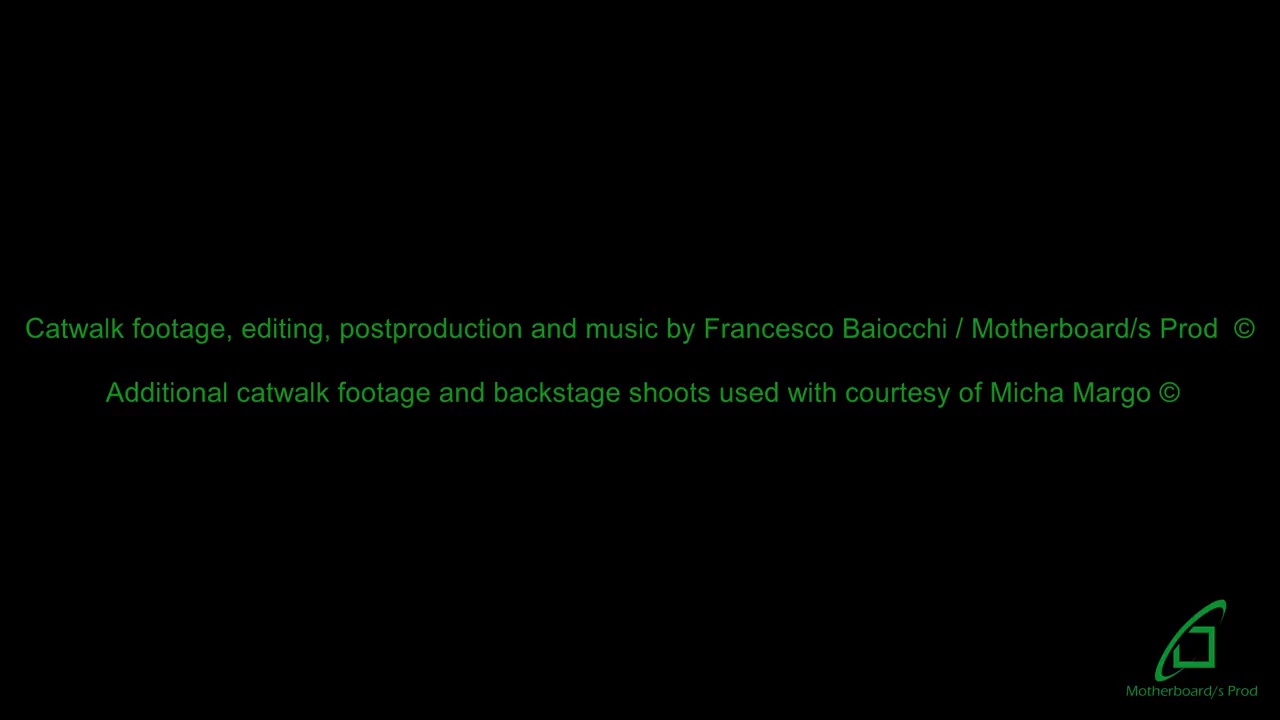 Catwalk footage, editing, postproduction and music by Francesco Baiocchi / Motherboard/s Prod ©
Additional catwalk footage and backstage shoots used with courtesy of Micha Margo ©
Motherboard/s Prod